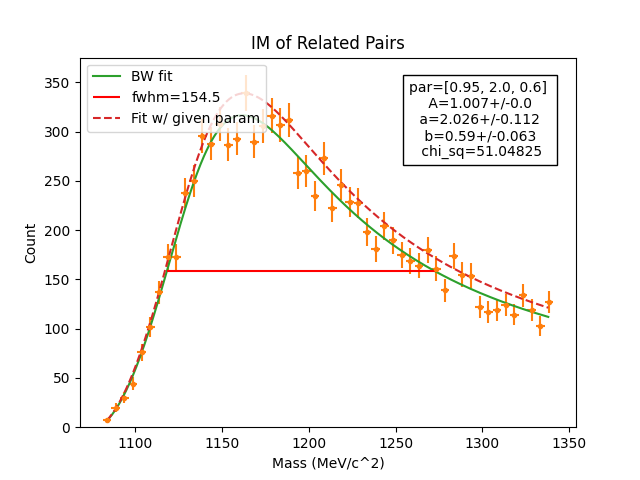 IM of Related Pairs
BW fit
fwhm=154.5
Fit w/ given param
par=[0.95, 2.0, 0.6]
A=1.007+/-0.0
a=2.026+/-0.112
b=0.59+/-0.063
chi_sq=51.04825
Count
350
300
250
200
150
100
50
0
1100
1150
1200
1250
1300
1350
Mass (MeV/c^2)